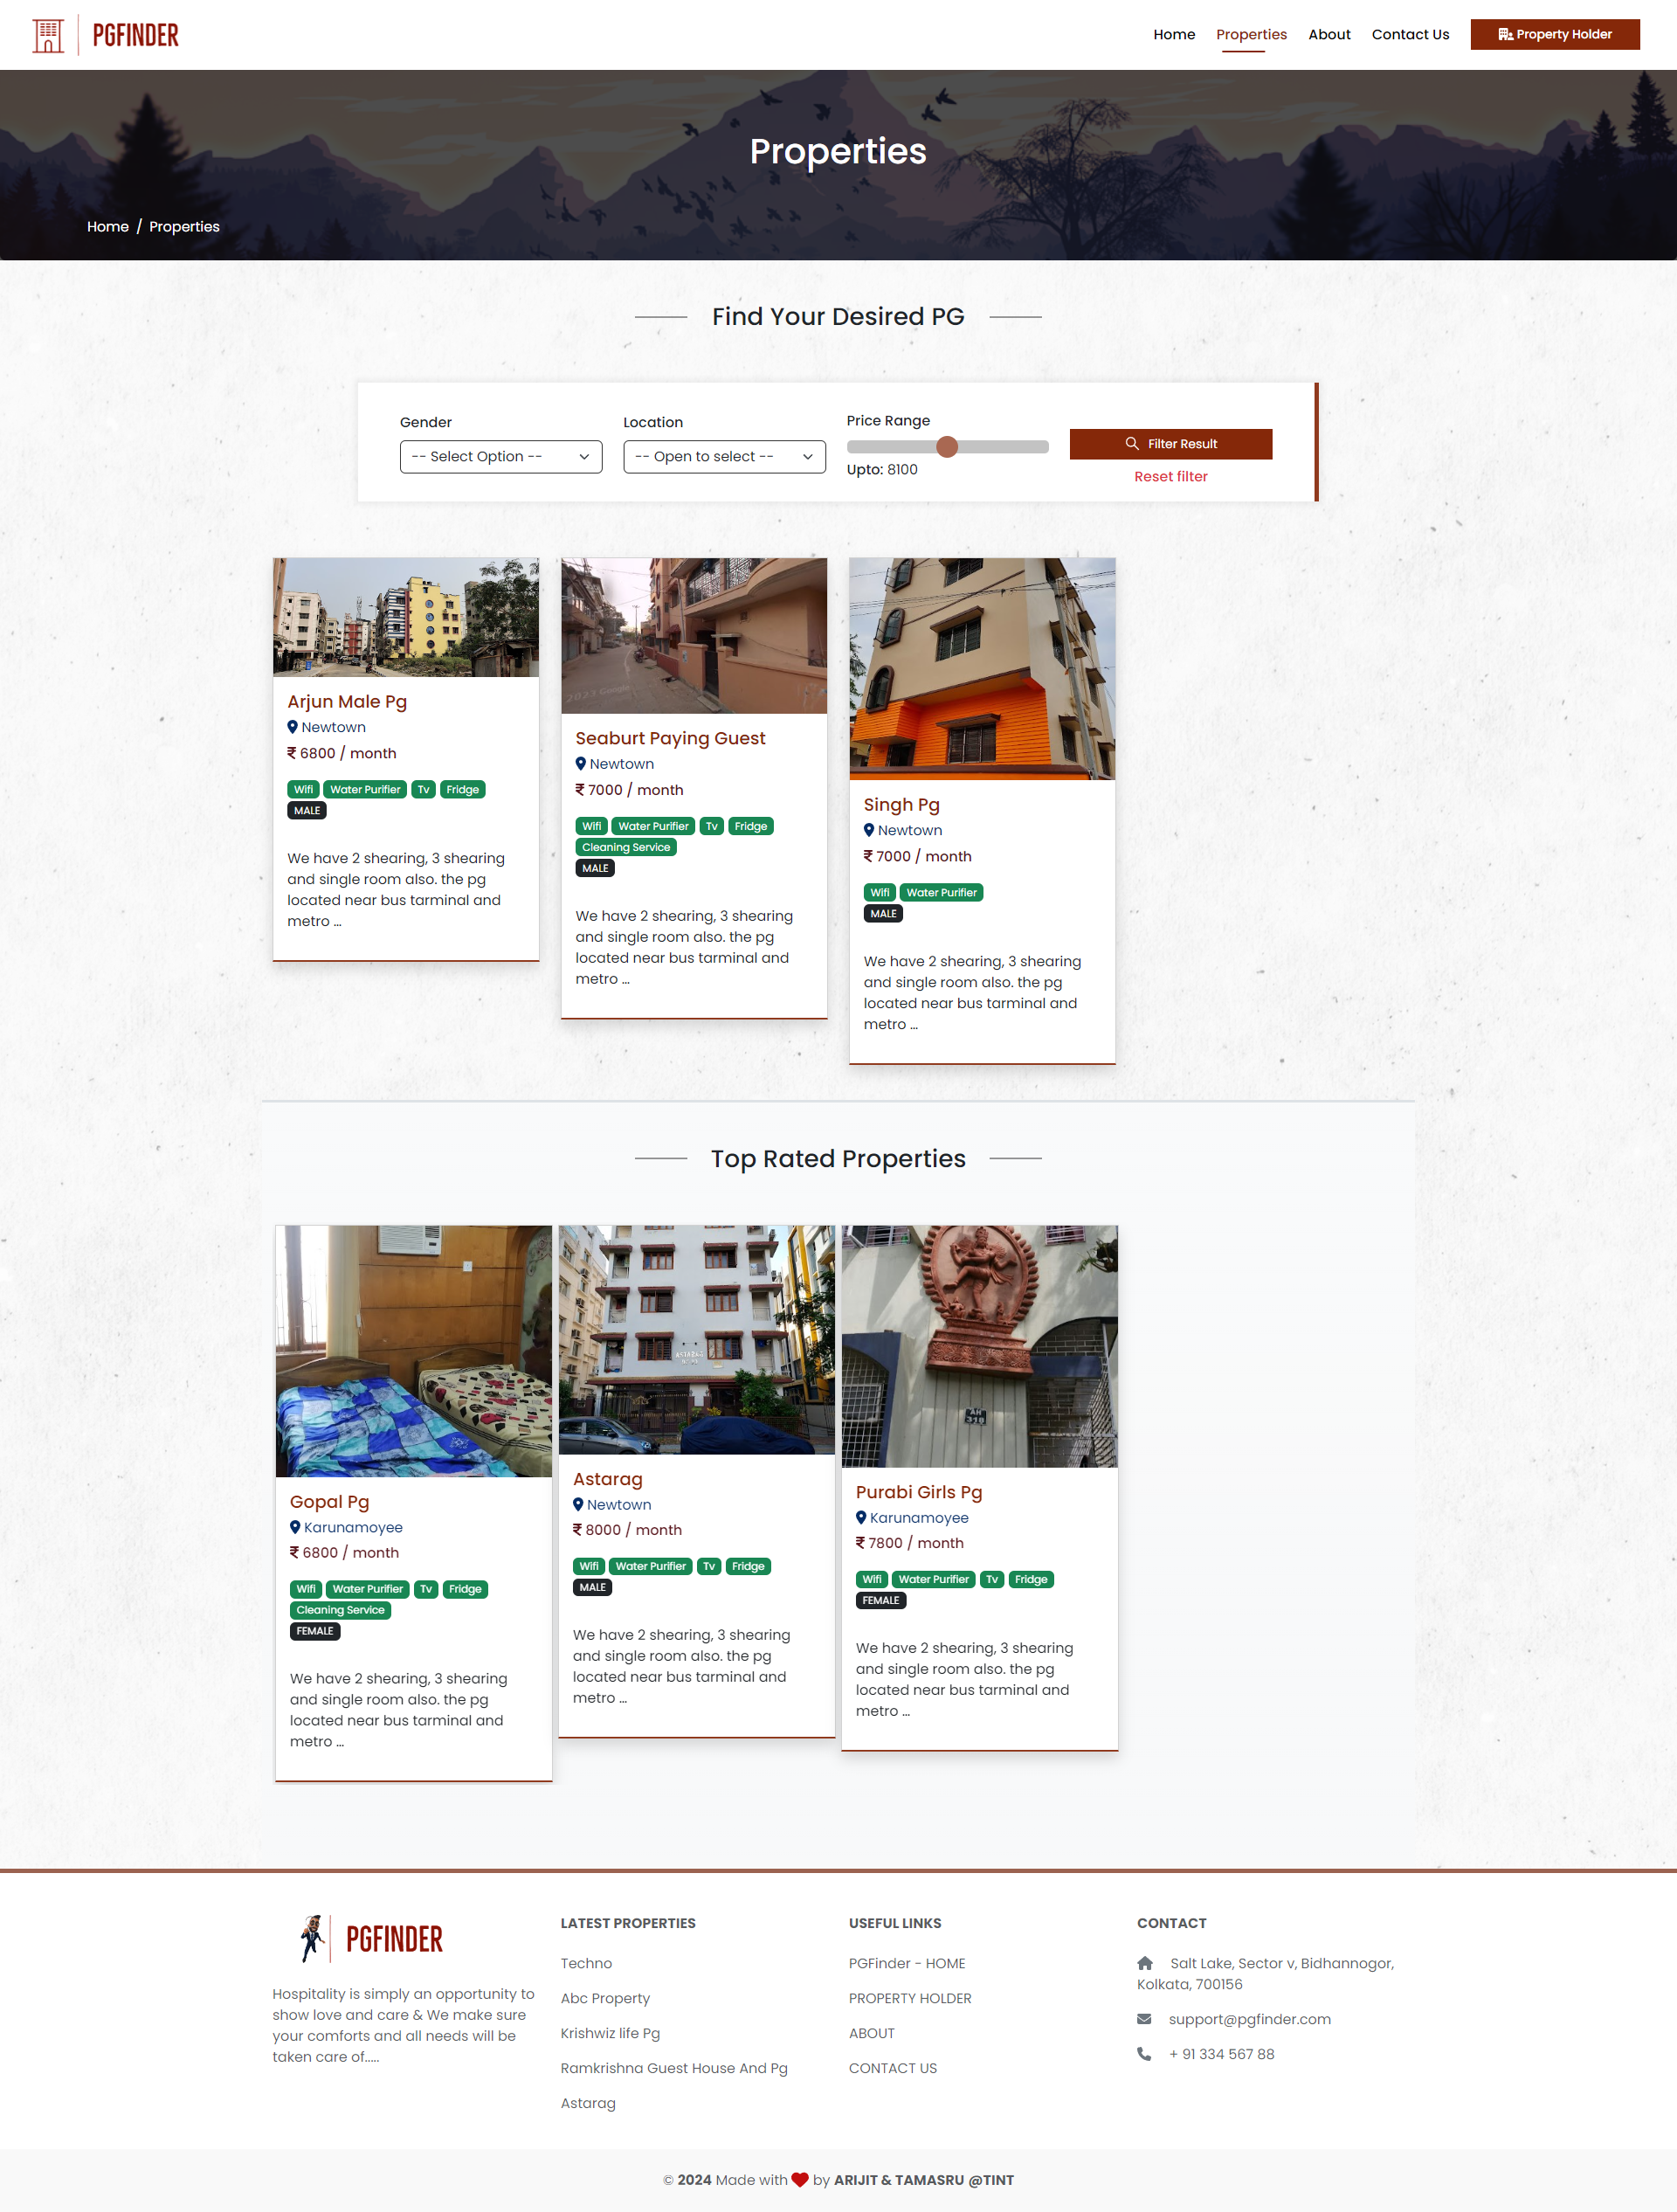 PGFINDER
Home
Properties
About
Contact Us
Property Holder
Properties
Home / Properties
Find Your Desired PG
Gender
-- Select Option --
Location
-- Open to select --
Price Range
Upto: 8100
Filter Result
Reset filter
2023 Google
Arjun Male Pg
Newtown
₹ 6800 / month
Wifi Water Purifier Tv Fridge
MALE
We have 2 shearing, 3 shearing
and single room also. the pg
located near bus tarminal and
metro ...
Seaburt Paying Guest
Newtown
₹ 7000 / month
Wifi Water Purifier Tv Fridge
Cleaning Service
MALE
We have 2 shearing, 3 shearing
and single room also. the pg
located near bus tarminal and
metro ...
Singh Pg
Newtown
₹ 7000 / month
Wifi Water Purifier
MALE
We have 2 shearing, 3 shearing
and single room also. the pg
located near bus tarminal and
metro ...
Top Rated Properties
Gopal Pg
Karunamoyee
₹ 6800 / month
Wifi Water Purifier Tv Fridge
Cleaning Service
FEMALE
We have 2 shearing, 3 shearing
and single room also. the pg
located near bus tarminal and
metro ...
ASTARAG
Astarag
Newtown
₹ 8000 / month
Wifi Water Purifier Tv Fridge
MALE
We have 2 shearing, 3 shearing
and single room also. the pg
located near bus tarminal and
metro ...
Purabi Girls Pg
Karunamoyee
₹ 7800 / month
Wifi Water Purifier Tv Fridge
FEMALE
We have 2 shearing, 3 shearing
and single room also. the pg
located near bus tarminal and
metro ...
PGFINDER
Hospitality is simply an opportunity to
show love and care & We make sure
your comforts and all needs will be
taken care of.....
LATEST PROPERTIES
Techno
Abc Property
Krishwiz life Pg
Ramkrishna Guest House And Pg
Astarag
USEFUL LINKS
PGFinder - HOME
PROPERTY HOLDER
ABOUT
CONTACT US
CONTACT
Salt Lake, Sector v, Bidhannogor,
Kolkata, 700156
support@pgfinder.com
+ 91 334 567 88
© 2024 Made with ❤ by ARIJIT & TAMASRU @TINT